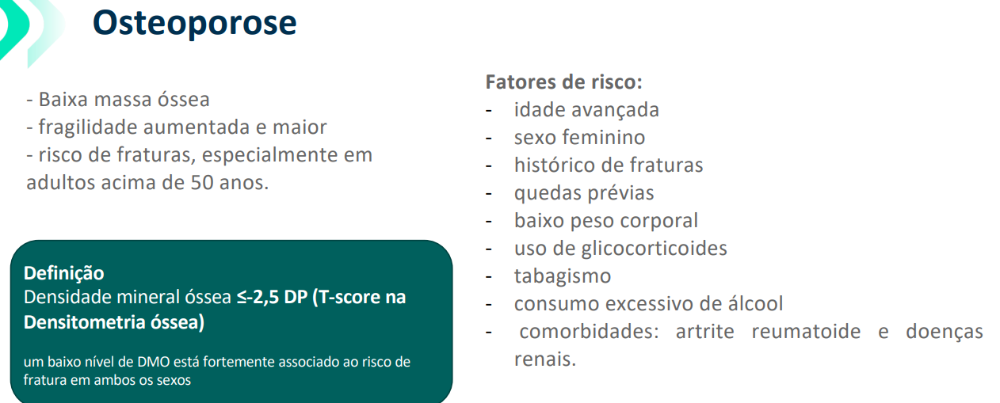 Osteoporose
- Baixa massa óssea
- fragilidade aumentada e maior
- risco de fraturas, especialmente em
adultos acima de 50 anos.
Definição
Densidade mineral óssea ≤-2,5 DP (T-score na
Densitometria óssea)
um baixo nível de DMO está fortemente associado ao risco de
fratura em ambos os sexos
Fatores de risco:
- idade avançada
- sexo feminino
- histórico de fraturas
- quedas prévias
- baixo peso corporal
- uso de glicocorticoides
- tabagismo
- consumo excessivo de álcool
- comorbidades: artrite reumatoide e doenças
renais.